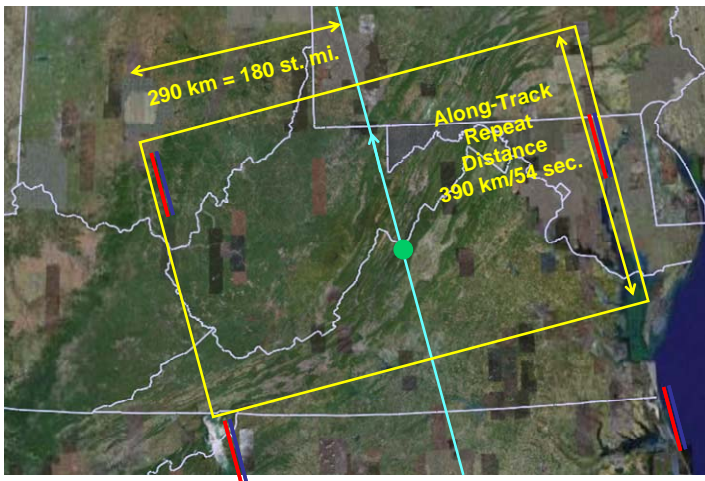 290 km = 180 st. mi.
Along-Track
Repeat
Distance
390 km/54 sec.